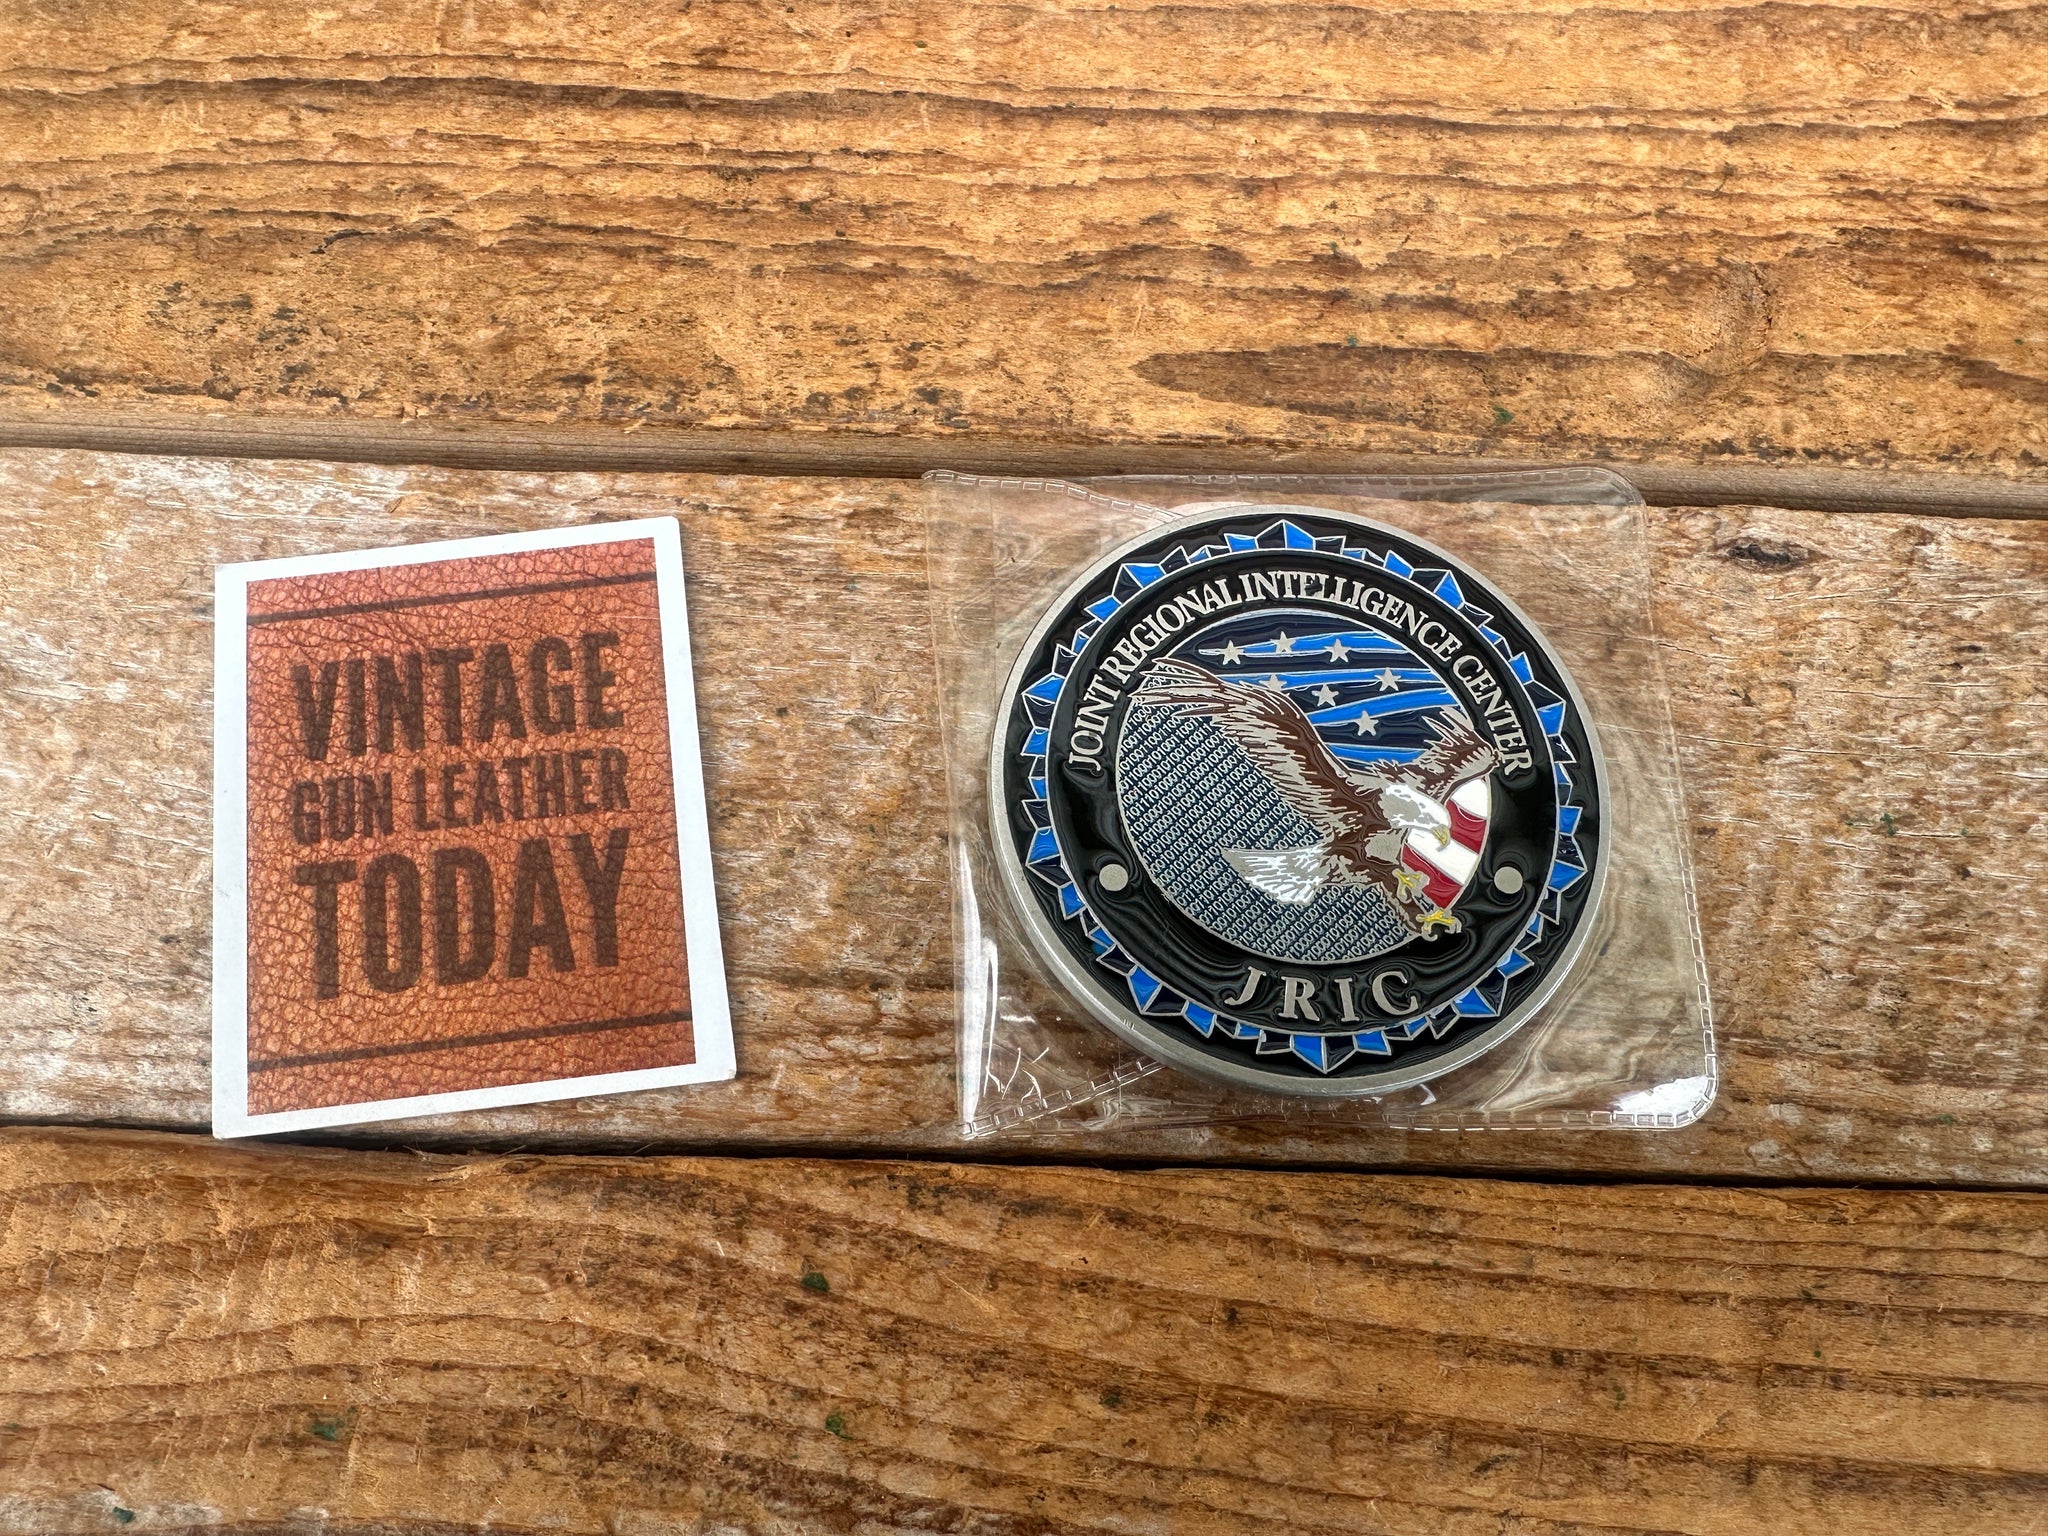 VINTAGE
GUN LEATHER
TODAY
JOINT REGIONAL INTELLIGENCE CENTER
JRIC